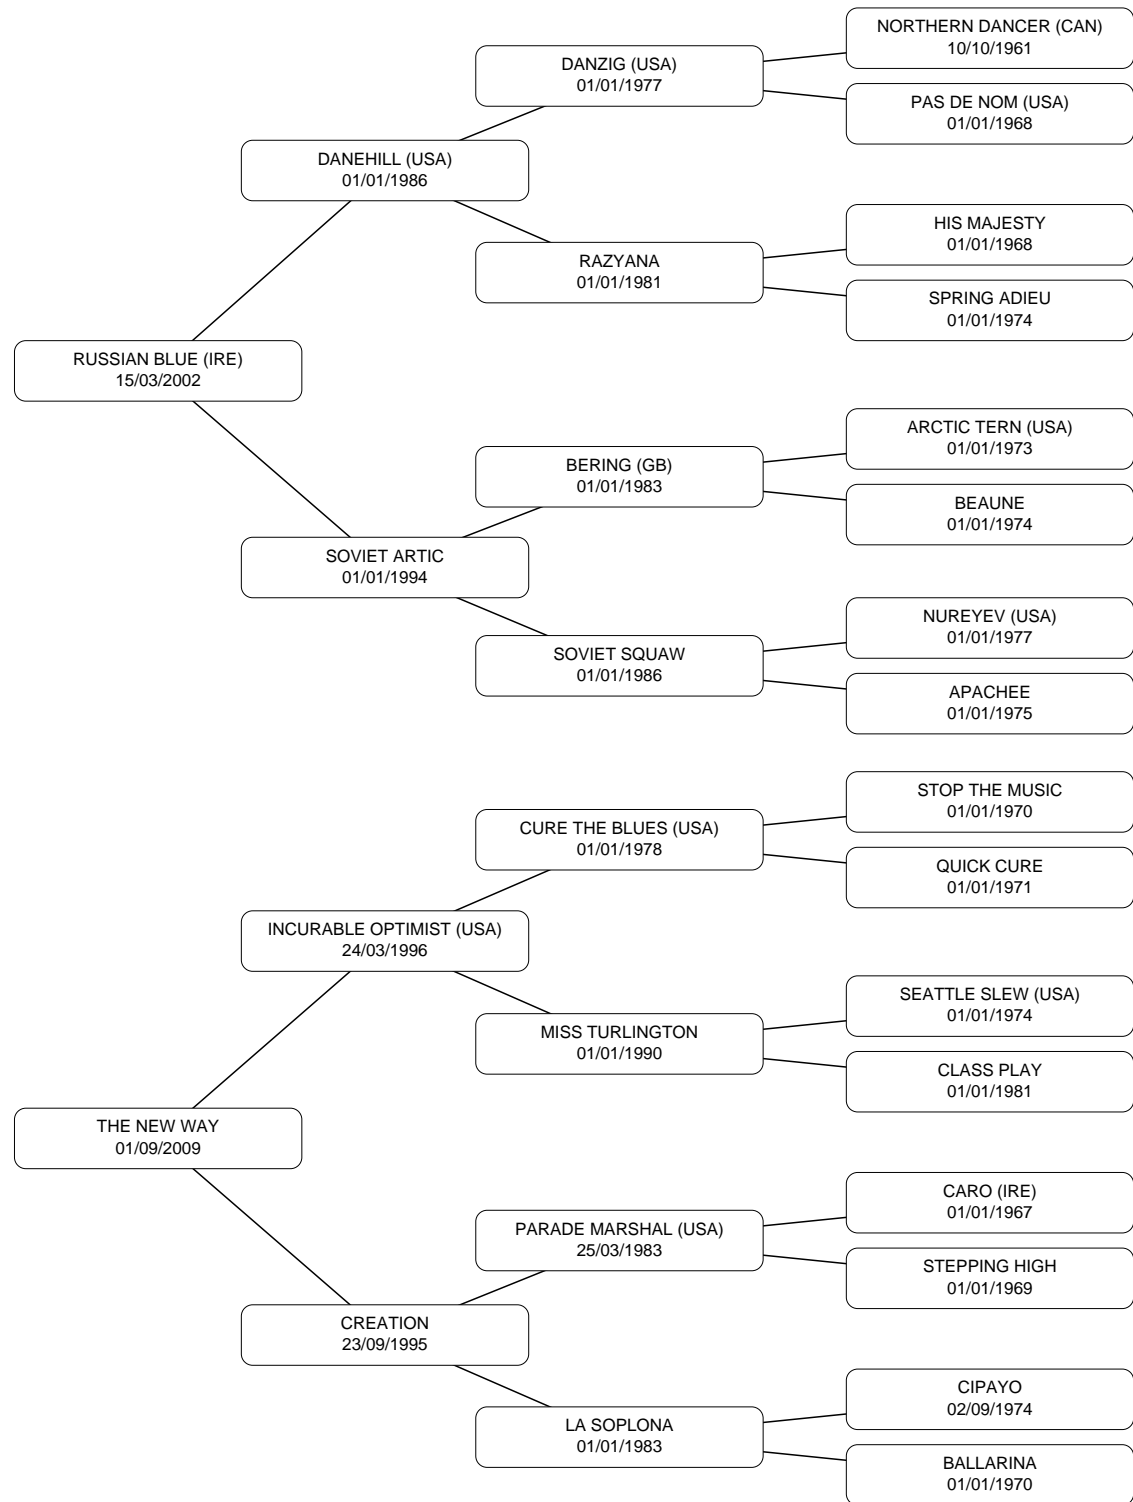 NORTHERN DANCER (CAN)
10/10/1961
DANZIG (USA)
01/01/1977
PAS DE NOM (USA)
01/01/1968
DANEHILL (USA)
01/01/1986
HIS MAJESTY
01/01/1968
RAZYANA
01/01/1981
SPRING ADIEU
01/01/1974
RUSSIAN BLUE (IRE)
15/03/2002
ARCTIC TERN (USA)
01/01/1973
BERING (GB)
01/01/1983
BEAUNE
01/01/1974
SOVIET ARTIC
01/01/1994
NUREYEV (USA)
01/01/1977
SOVIET SQUAW
01/01/1986
APACHEE
01/01/1975
STOP THE MUSIC
01/01/1970
CURE THE BLUES (USA)
01/01/1978
QUICK CURE
01/01/1971
INCURABLE OPTIMIST (USA)
24/03/1996
SEATTLE SLEW (USA)
01/01/1974
MISS TURLINGTON
01/01/1990
CLASS PLAY
01/01/1981
THE NEW WAY
01/09/2009
CARO (IRE)
01/01/1967
PARADE MARSHAL (USA)
25/03/1983
STEPPING HIGH
01/01/1969
CREATION
23/09/1995
CIPAYO
02/09/1974
LA SOPLONA
01/01/1983
BALLARINA
01/01/1970